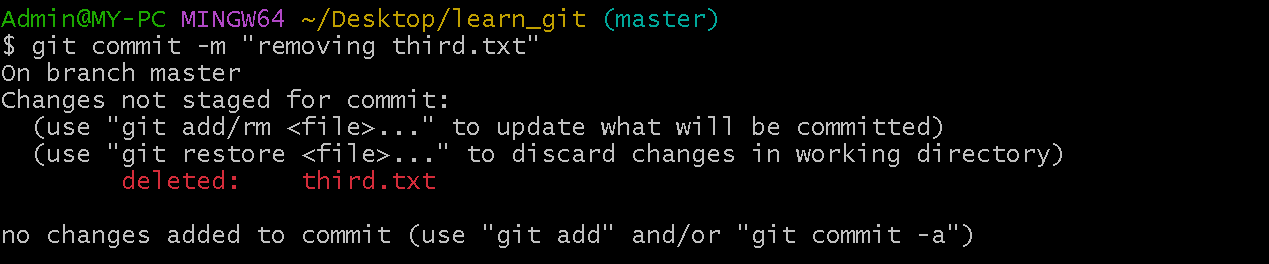 Admin@MY-PC MINGW64 ~/Desktop/learn_git (master)
$ git commit -m "removing third.txt"
On branch master
Changes not staged for commit:
  (use "git add/rm <file>..." to update what will be committed)
  (use "git restore <file>..." to discard changes in working directory)
        deleted:    third.txt

no changes added to commit (use "git add" and/or "git commit -a")